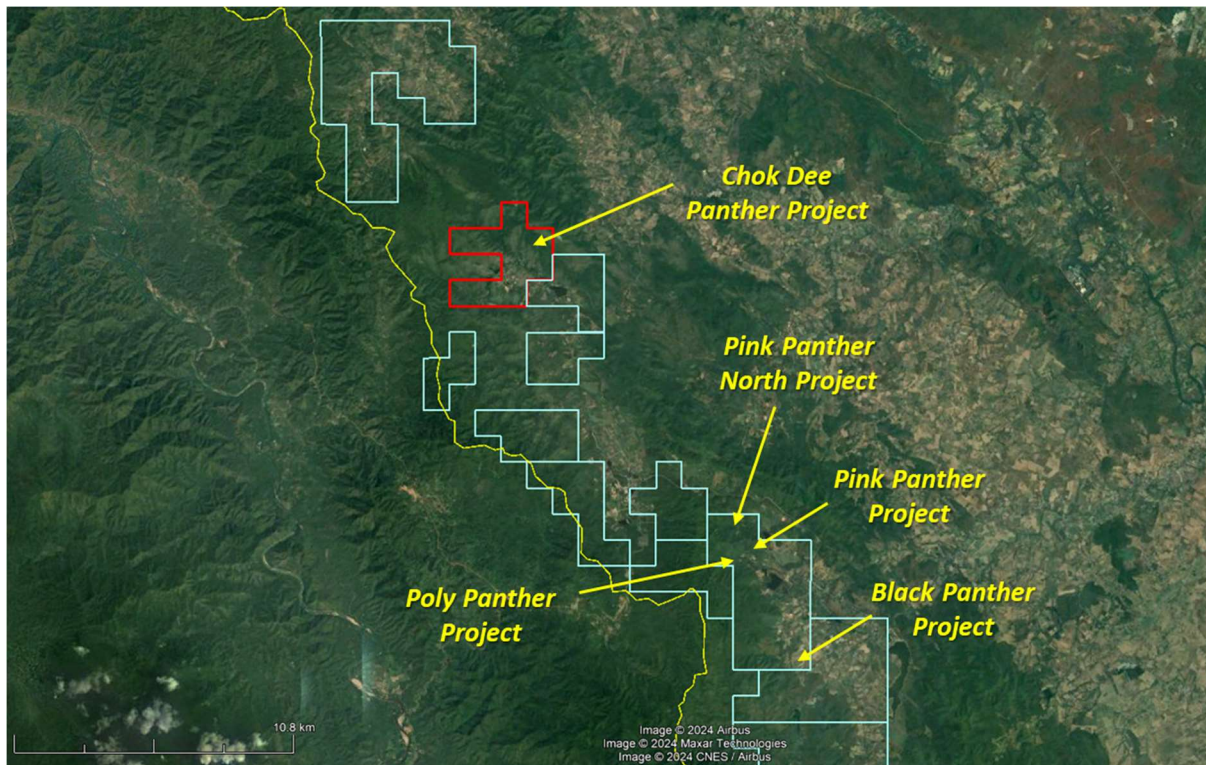 Chok Dee
Panther Project
Pink Panther
North Project
Pink Panther
Project
Poly Panther
Project
Black Panther
Project
10.8 km
Image © 2024 Airbus
Image © 2024 Maxar Technologies
Image © 2024 CNES / Airbus